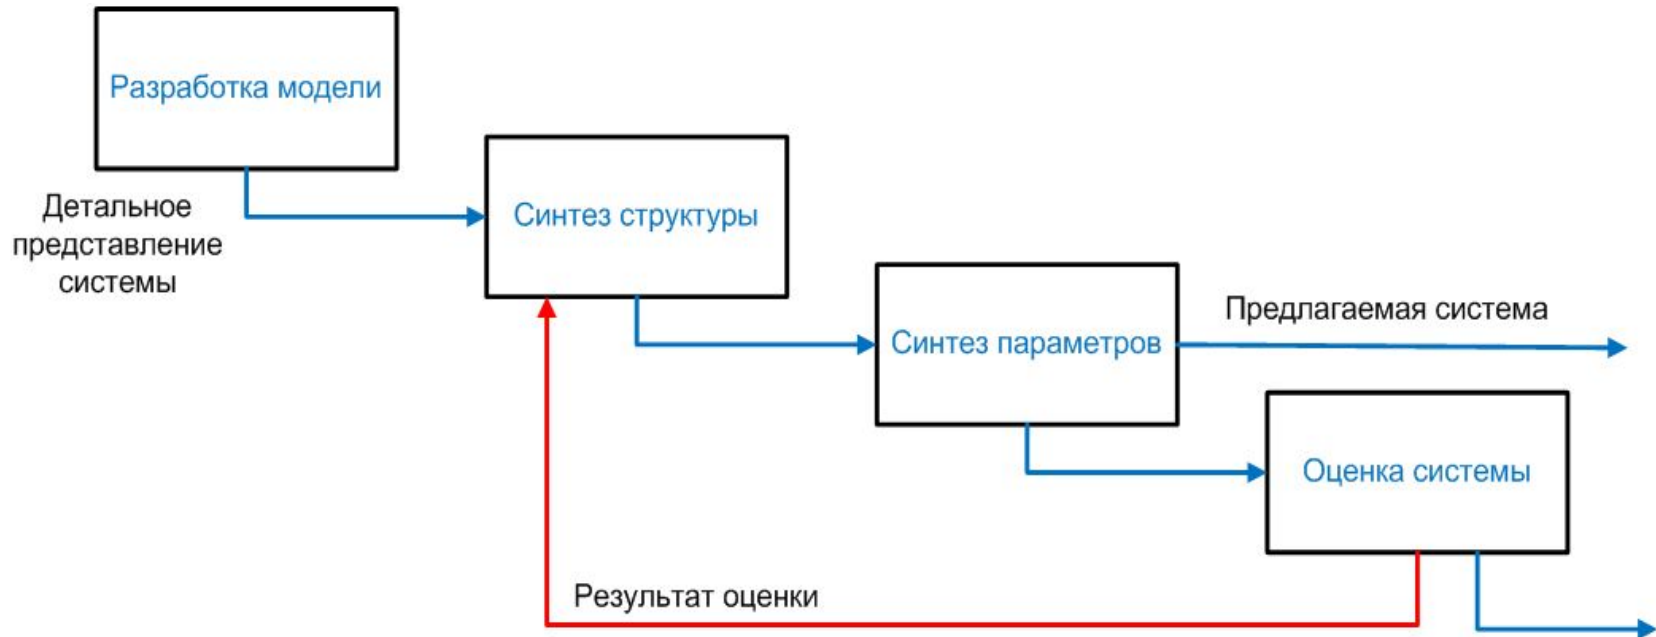 Разработка модели
Детальное
представление
системы
Синтез структуры
Синтез параметров
Предлагаемая система
Оценка системы
Результат оценки